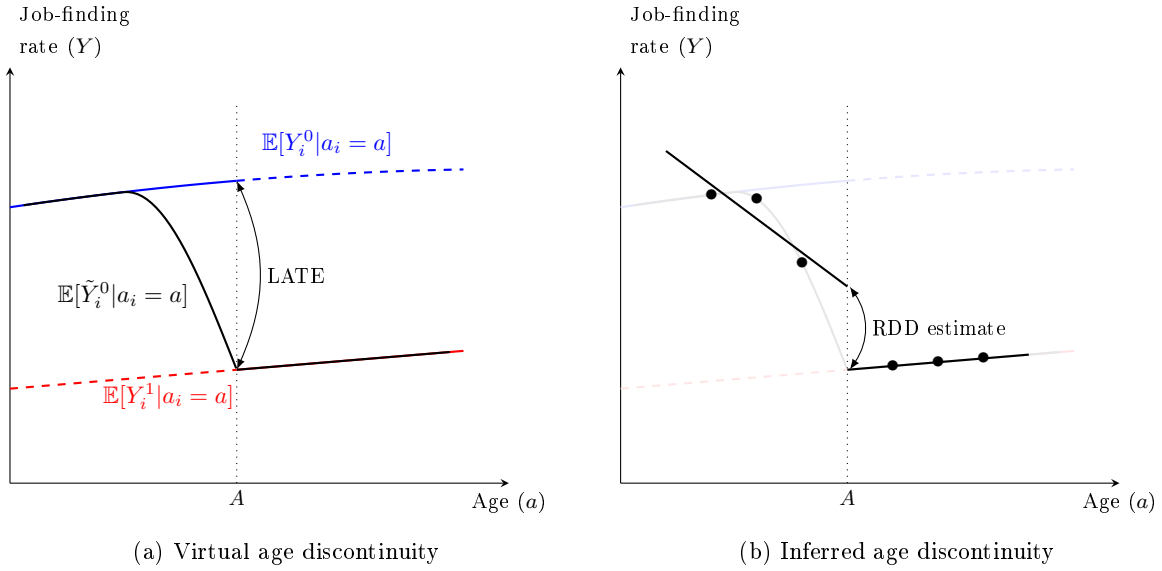 Job-finding
rate (Y)
𝔼[Y_i^0|a_i = a]
LATE
𝔼[Ỹ_i^0|a_i = a]
𝔼[Y_i^1|a_i = a]
A
Age (a)
(a) Virtual age discontinuity
Job-finding
rate (Y)
RDD estimate
A
Age (a)
(b) Inferred age discontinuity